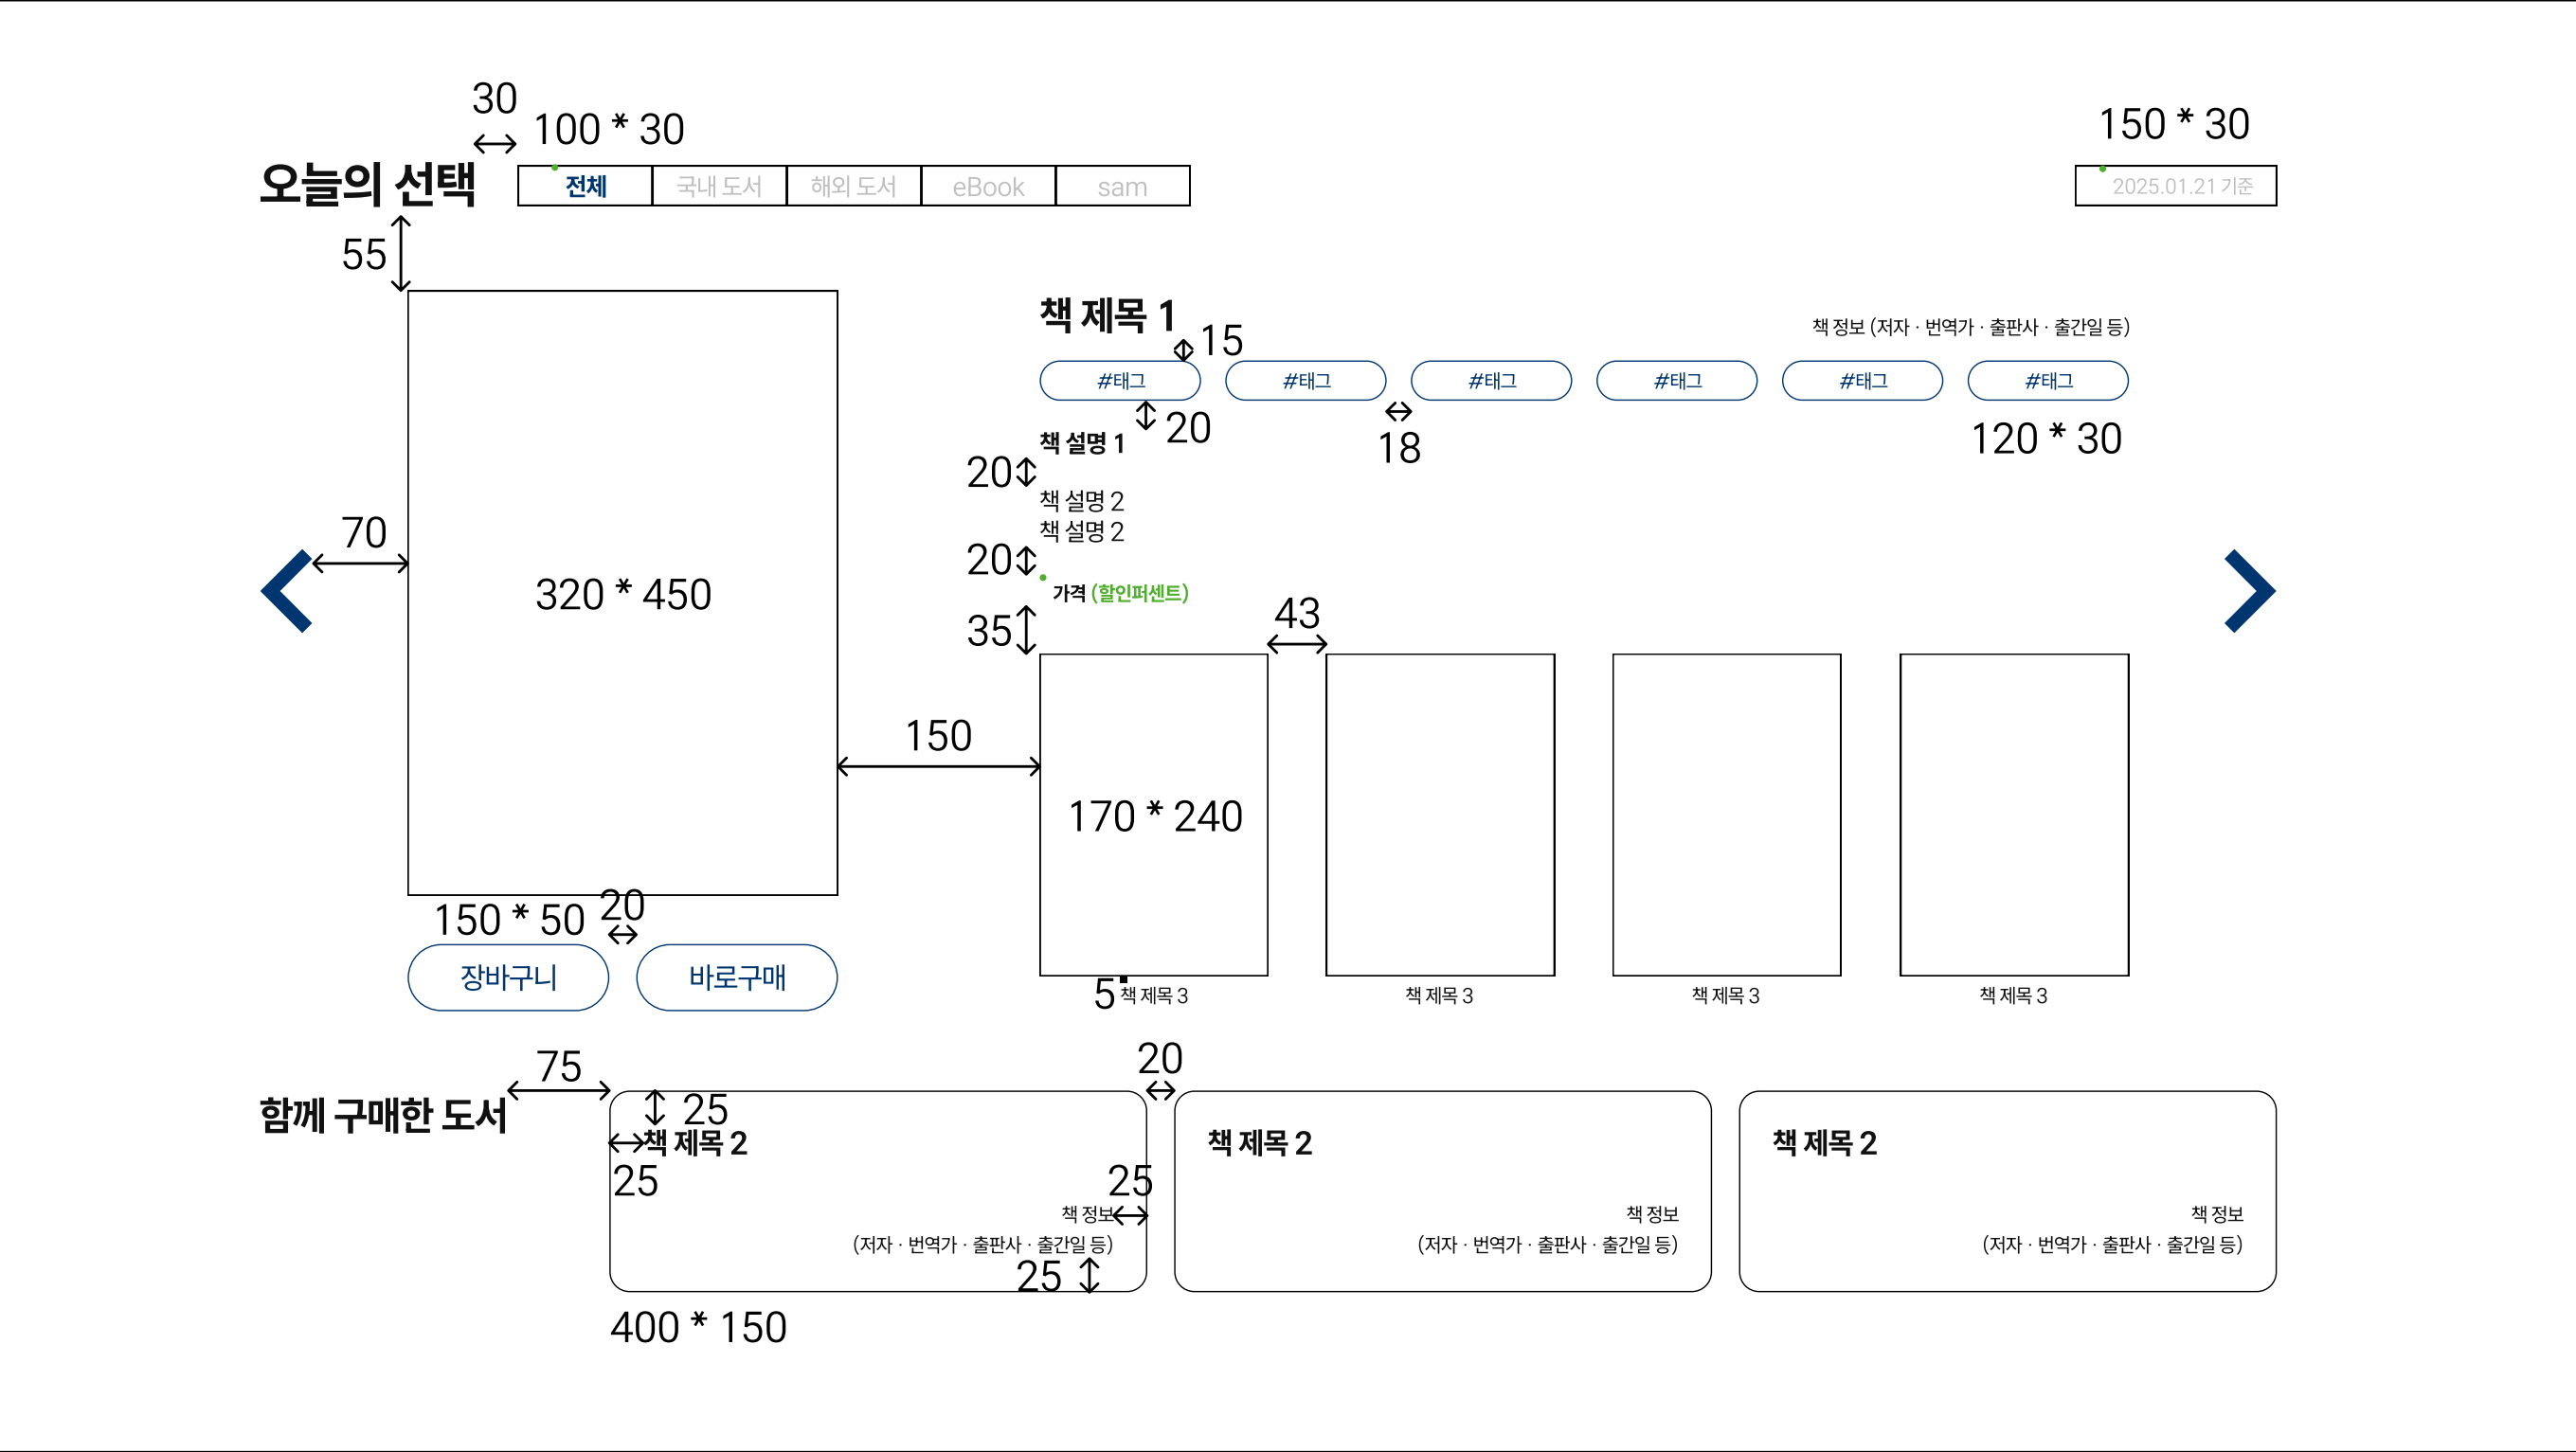 30
100 * 30
150 * 30
오늘의 선택
전체
국내 도서
해외 도서
eBook
sam
2025.01.21 기준
55
책 제목 1
15
책 정보 (저자 · 번역가 · 출판사 · 출간일 등)
#태그
#태그
#태그
#태그
#태그
#태그
20
18
120 * 30
책 설명 1
20
책 설명 2
책 설명 2
70
20
320 * 450
가격 (할인퍼센트)
35
43
150
170 * 240
150 * 50
20
장바구니
바로구매
5
책 제목 3
책 제목 3
책 제목 3
책 제목 3
75
20
함께 구매한 도서
25
책 제목 2
25
25
책 정보
(저자 · 번역가 · 출판사 · 출간일 등)
25
책 제목 2
책 정보
(저자 · 번역가 · 출판사 · 출간일 등)
책 제목 2
책 정보
(저자 · 번역가 · 출판사 · 출간일 등)
400 * 150